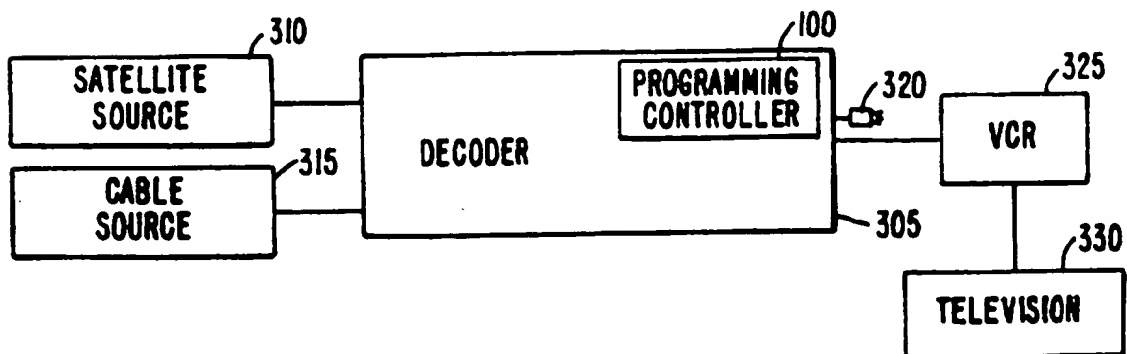 310
SATELLITE
SOURCE
CABLE
SOURCE
315
DECODER
100
PROGRAMMING
CONTROLLER
320
305
325
VCR
330
TELEVISION